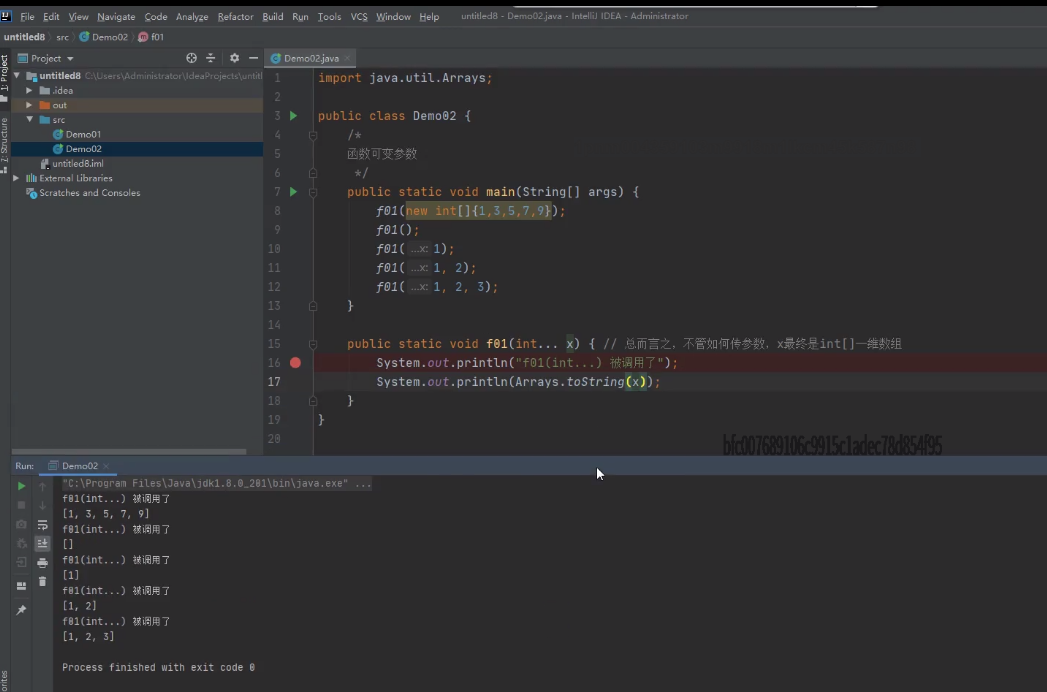 File Edit View Navigate Code Analyze Refactor Build Run Tools VCS Window Help untitled8 - Demo02.java - IntelliJ IDEA - Administrator
untitled8 src Demo02 f01
Project
Demo02.java
1: Project
7: Structure
untitled8 C:\Users\Administrator\IdeaProjects\untitl
.idea
out
src
Demo01
Demo02
untitled8.iml
External Libraries
Scratches and Consoles
1 import java.util.Arrays;
2
3 public class Demo02 {
4 /*
5 函数可变参数
6 */
7 public static void main(String[] args) {
8 f01(new int[]{1,3,5,7,9});
9 f01();
10 f01( ...x: 1);
11 f01( ...x: 1, 2);
12 f01( ...x: 1, 2, 3);
13 }
14
15 public static void f01(int... x) { // 总而言之，不管如何传参数，x最终是int[]一维数组
16 System.out.println("f01(int...) 被调用了");
17 System.out.println(Arrays.toString(x));
18 }
19 }
20
bfc007689106c9915c1adec78d854f95
Run: Demo02
"C:\Program Files\Java\jdk1.8.0_201\bin\java.exe" ...
f01(int...) 被调用了
[1, 3, 5, 7, 9]
f01(int...) 被调用了
[]
f01(int...) 被调用了
[1]
f01(int...) 被调用了
[1, 2]
f01(int...) 被调用了
[1, 2, 3]
Process finished with exit code 0